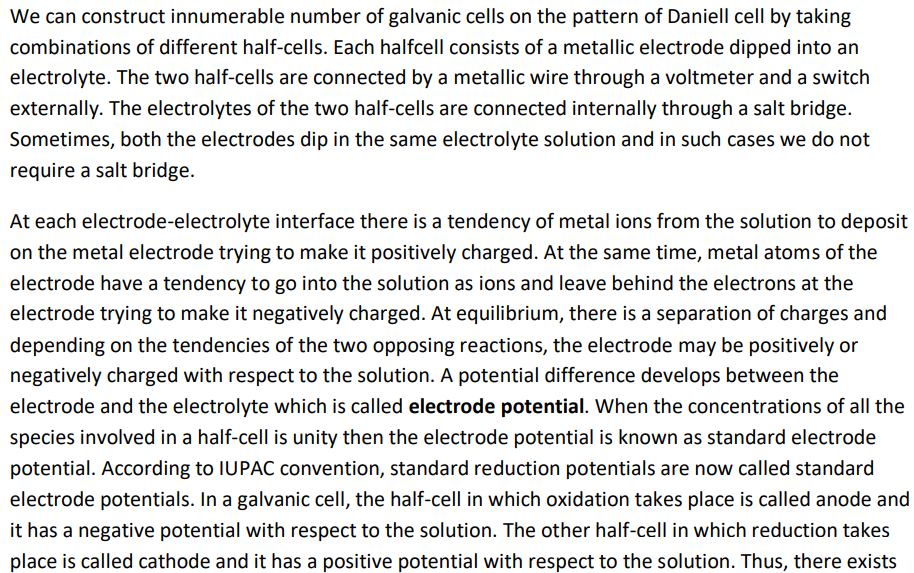 We can construct innumerable number of galvanic cells on the pattern of Daniell cell by taking
combinations of different half-cells. Each halfcell consists of a metallic electrode dipped into an
electrolyte. The two half-cells are connected by a metallic wire through a voltmeter and a switch
externally. The electrolytes of the two half-cells are connected internally through a salt bridge.
Sometimes, both the electrodes dip in the same electrolyte solution and in such cases we do not
require a salt bridge.
At each electrode-electrolyte interface there is a tendency of metal ions from the solution to deposit
on the metal electrode trying to make it positively charged. At the same time, metal atoms of the
electrode have a tendency to go into the solution as ions and leave behind the electrons at the
electrode trying to make it negatively charged. At equilibrium, there is a separation of charges and
depending on the tendencies of the two opposing reactions, the electrode may be positively or
negatively charged with respect to the solution. A potential difference develops between the
electrode and the electrolyte which is called electrode potential. When the concentrations of all the
species involved in a half-cell is unity then the electrode potential is known as standard electrode
potential. According to IUPAC convention, standard reduction potentials are now called standard
electrode potentials. In a galvanic cell, the half-cell in which oxidation takes place is called anode and
it has a negative potential with respect to the solution. The other half-cell in which reduction takes
place is called cathode and it has a positive potential with respect to the solution. Thus, there exists